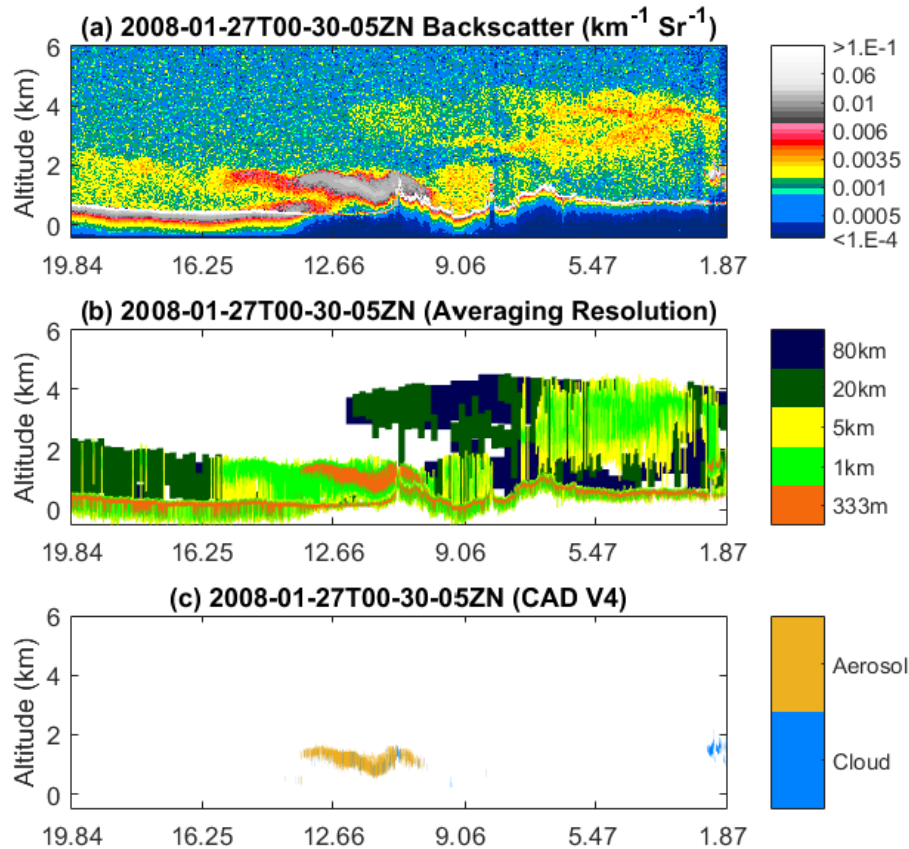 (a) 2008-01-27T00-30-05ZN Backscatter (km⁻¹ Sr⁻¹)
Altitude (km)
6
4
2
0
19.84 16.25 12.66 9.06 5.47 1.87
>1.E-1
0.06
0.01
0.006
0.0035
0.001
0.0005
<1.E-4
(b) 2008-01-27T00-30-05ZN (Averaging Resolution)
Altitude (km)
6
4
2
0
19.84 16.25 12.66 9.06 5.47 1.87
80km
20km
5km
1km
333m
(c) 2008-01-27T00-30-05ZN (CAD V4)
Altitude (km)
6
4
2
0
19.84 16.25 12.66 9.06 5.47 1.87
Aerosol
Cloud